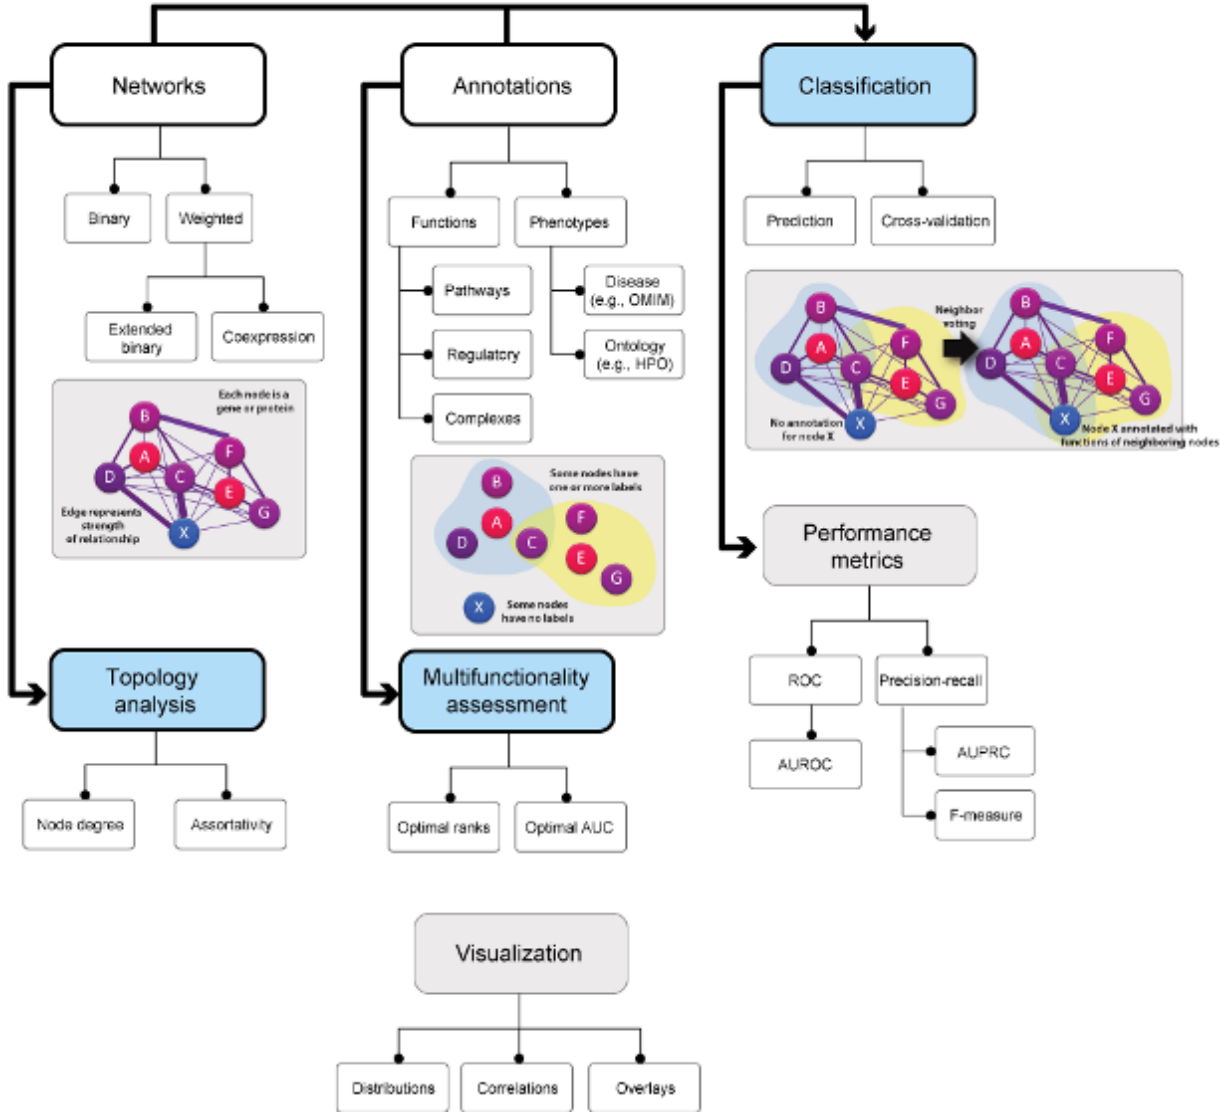 Networks
Annotations
Classification
Binary
Weighted
Functions
Phenotypes
Prediction
Cross-validation
Extended
binary
Coexpression
Pathways
Regulatory
Complexes
Disease
(e.g., OMIM)
Ontology
(e.g., HPO)
Each node is a
gene or protein
B
F
A
D
C
E
G
X
Edge represents
strength
of relationship
Some nodes have
one or more labels
B
F
A
D
C
E
G
X
Some nodes
have no labels
B
F
A
D
C
E
G
X
No annotation
for node X
Neighbor
voting
B
F
A
D
C
E
G
X
Node X annotated with
functions of neighboring nodes
Performance
metrics
ROC
Precision-recall
AUROC
AUPRC
F-measure
Topology
analysis
Node degree
Assortativity
Multifunctionality
assessment
Optimal ranks
Optimal AUC
Visualization
Distributions
Correlations
Overlays